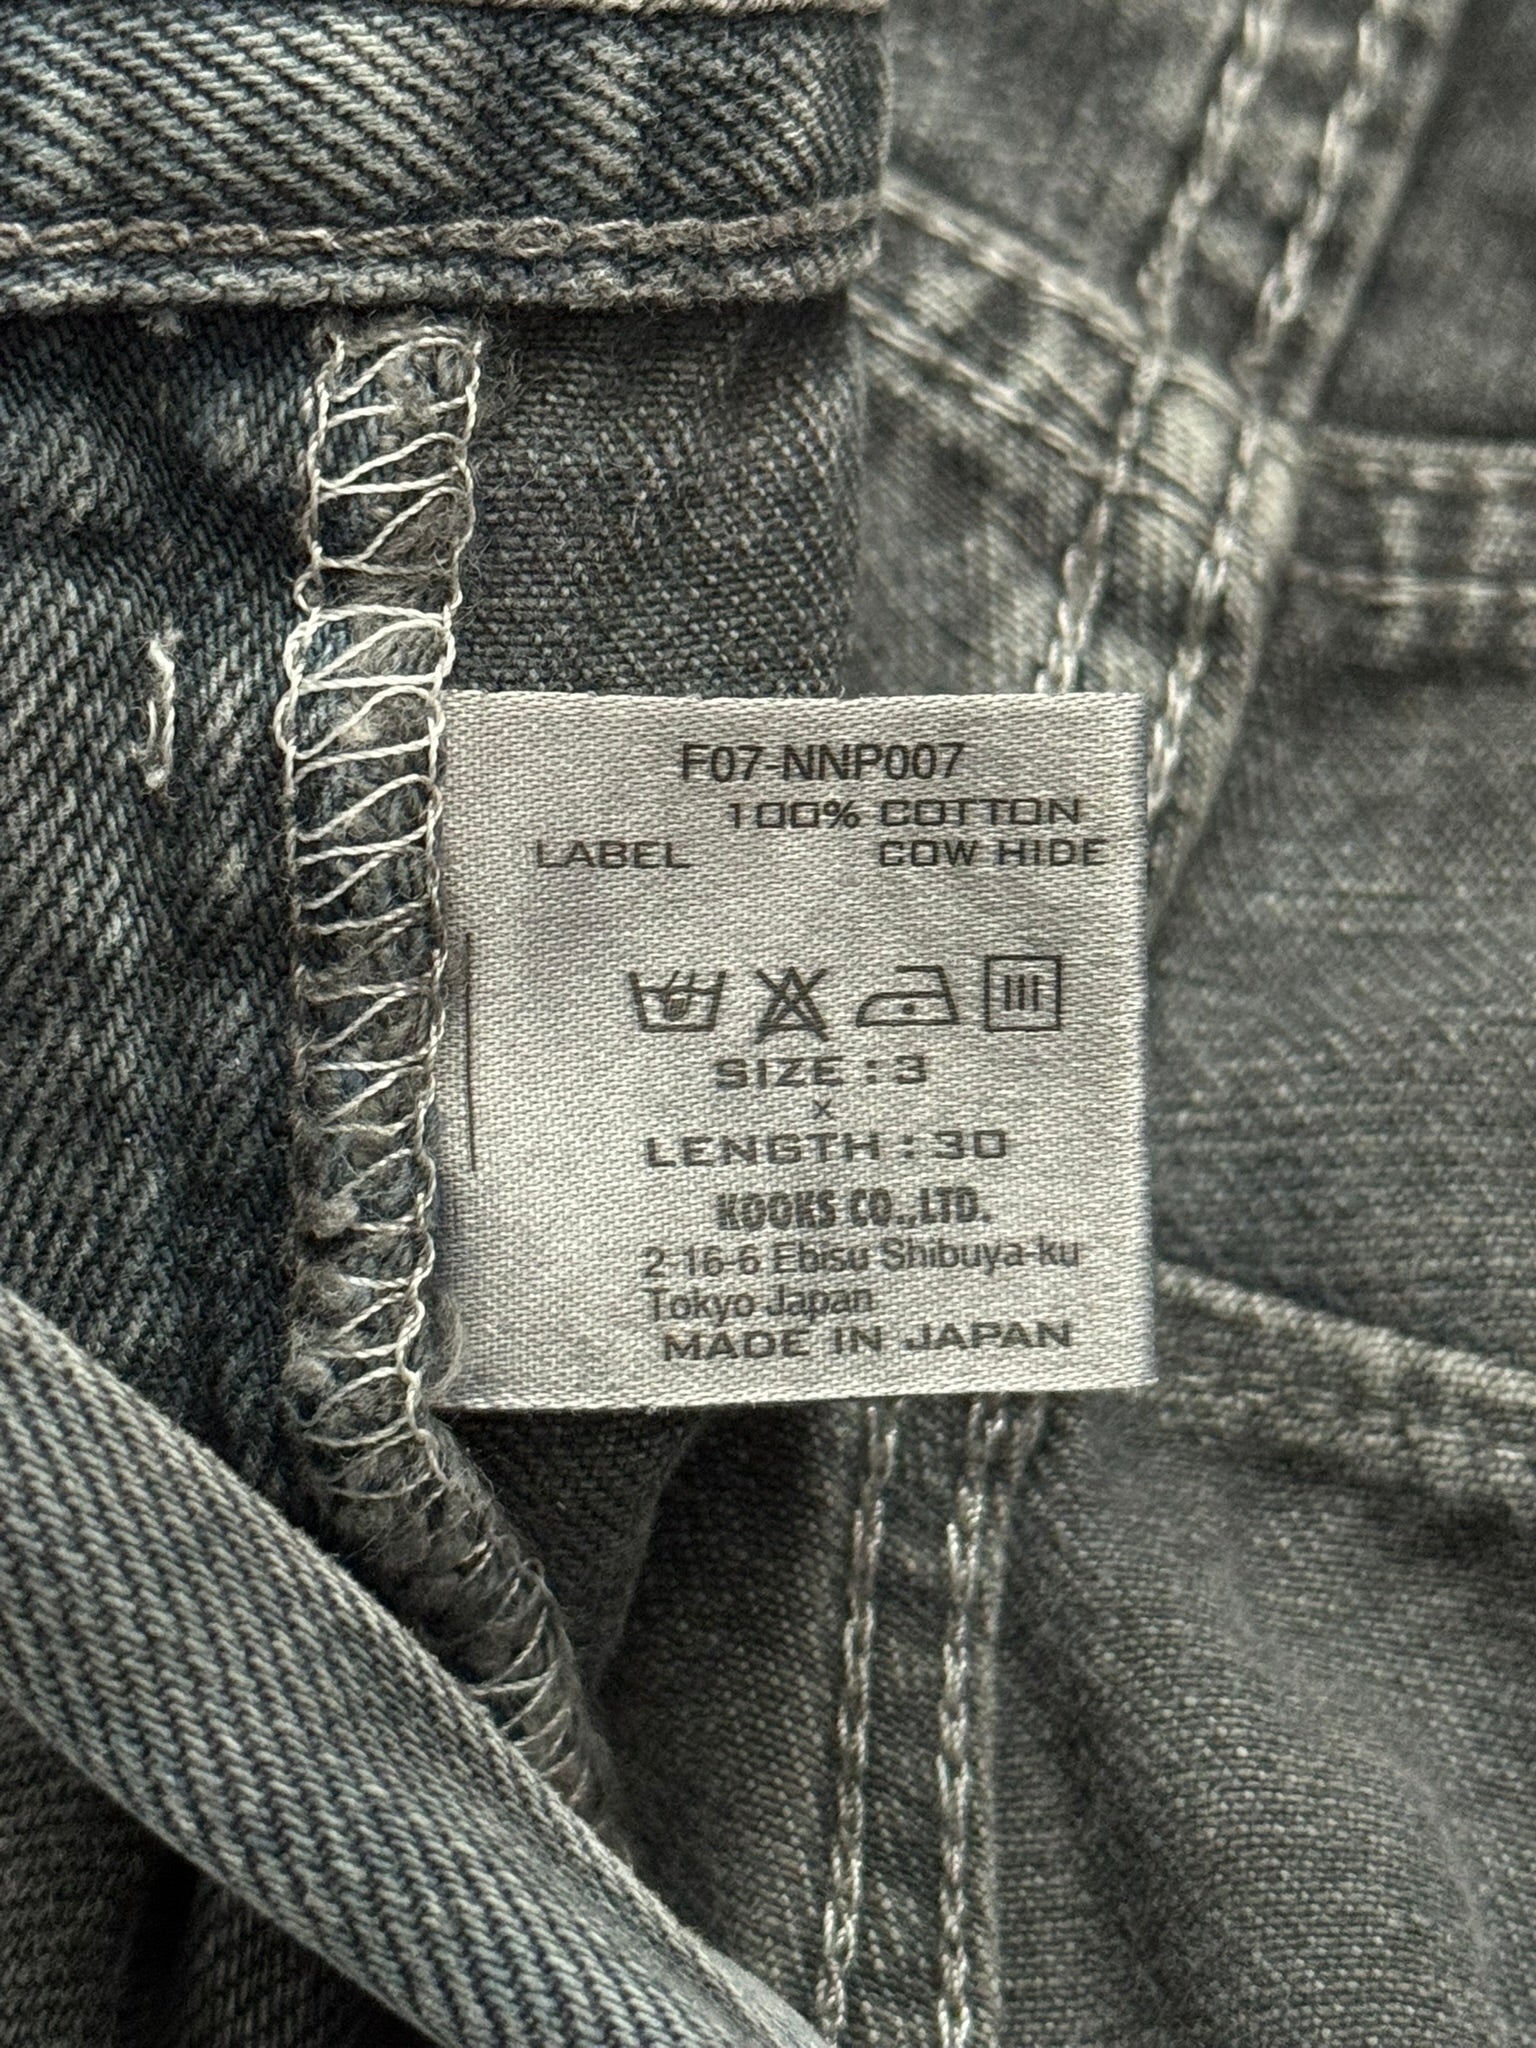 F07-NNP007
100% COTTON
LABEL COW HIDE
SIZE : 3
x
LENGTH : 30
KOOKS CO.,LTD.
2-16-6 Ebisu Shibuya-ku
Tokyo Japan
MADE IN JAPAN